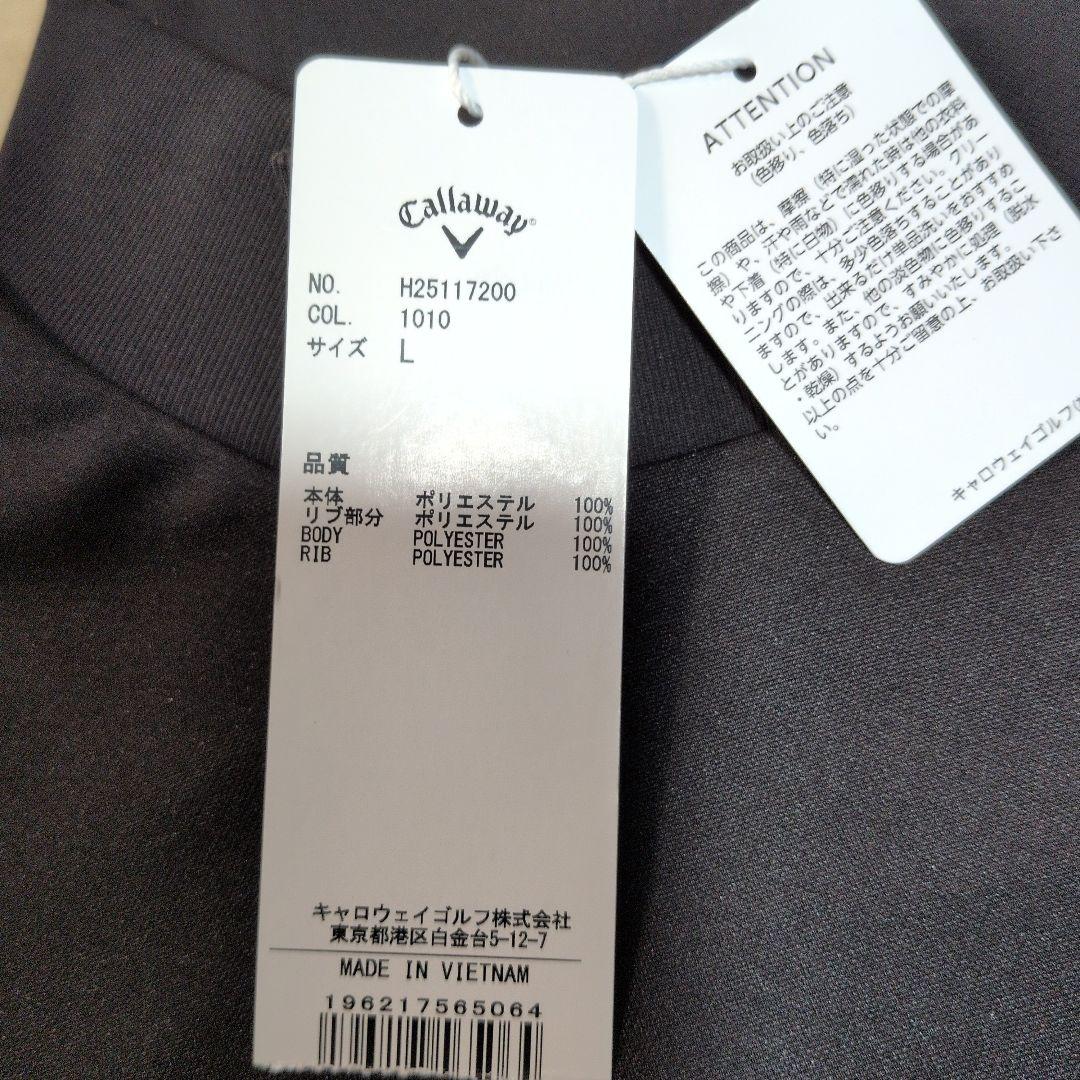 Callaway®
NO. H25117200
COL. 1010
サイズ L
品質
本体 ポリエステル 100%
リブ部分 ポリエステル 100%
BODY POLYESTER 100%
RIB POLYESTER 100%
キャロウェイゴルフ株式会社
東京都港区白金台5-12-7
MADE IN VIETNAM
196217565064
ATTENTION
お取扱い上のご注意
(色移り、色落ち)
この商品は、摩擦(特に湿った状態での摩
擦)や、汗や雨などで濡れた時は他の衣料
や下着(特に白物)に色移りする場合があ
りますので、十分ご注意ください。クリー
ニングの際は、多少色落ちすることがあり
ますので、出来るだけ単品洗いをおすすめ
します。また、他の淡色物に色移りするこ
とがありますので、すみやかに処理(脱水
・乾燥)するようお願いいたします。
以上の点を十分ご留意の上、お取扱い下さ
い。
キャロウェイゴルフ